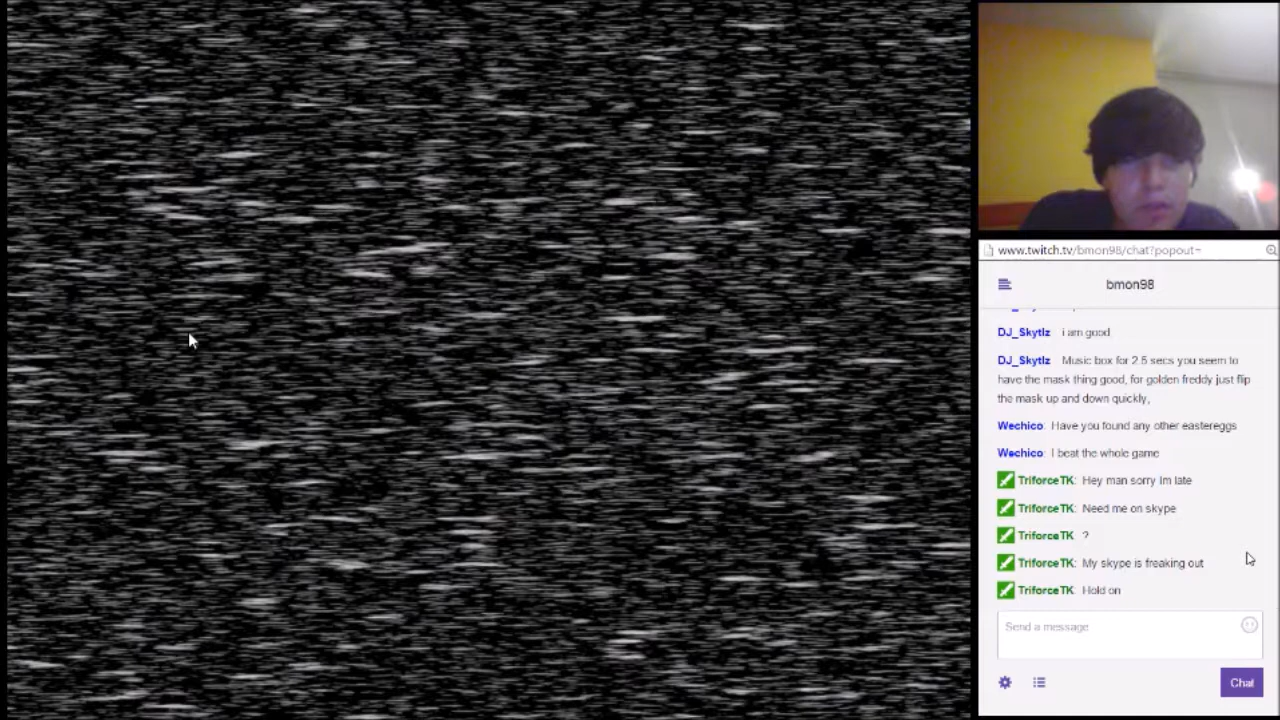 www.twitch.tv/bmon98/chat?popout=
bmon98
DJ_Skytlz i am good
DJ_Skytlz Music box for 2.5 secs you seem to
have the mask thing good, for golden freddy just flip
the mask up and down quickly,
Wechico: Have you found any other eastereggs
Wechico: I beat the whole game
TriforceTK: Hey man sorry Im late
TriforceTK: Need me on skype
TriforceTK ?
TriforceTK: My skype is freaking out
TriforceTK: Hold on
Send a message
Chat